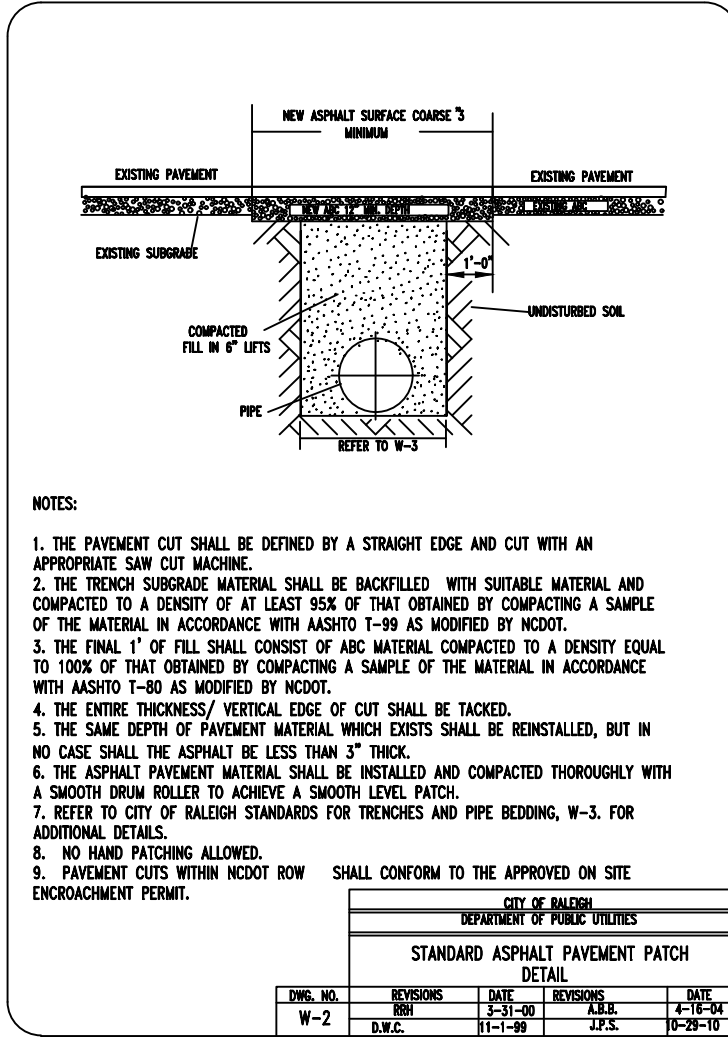 NEW ASPHALT SURFACE COARSE "3
MINIMUM
EXISTING PAVEMENT
EXISTING PAVEMENT
NEW ABC 12" MIN. DEPTH
EXISTING ABC
EXISTING SUBGRADE
1'-0"
UNDISTURBED SOIL
COMPACTED
FILL IN 6" LIFTS
PIPE
REFER TO W-3
NOTES:
1. THE PAVEMENT CUT SHALL BE DEFINED BY A STRAIGHT EDGE AND CUT WITH AN
APPROPRIATE SAW CUT MACHINE.
2. THE TRENCH SUBGRADE MATERIAL SHALL BE BACKFILLED WITH SUITABLE MATERIAL AND
COMPACTED TO A DENSITY OF AT LEAST 95% OF THAT OBTAINED BY COMPACTING A SAMPLE
OF THE MATERIAL IN ACCORDANCE WITH AASHTO T-99 AS MODIFIED BY NCDOT.
3. THE FINAL 1' OF FILL SHALL CONSIST OF ABC MATERIAL COMPACTED TO A DENSITY EQUAL
TO 100% OF THAT OBTAINED BY COMPACTING A SAMPLE OF THE MATERIAL IN ACCORDANCE
WITH AASHTO T-80 AS MODIFIED BY NCDOT.
4. THE ENTIRE THICKNESS/ VERTICAL EDGE OF CUT SHALL BE TACKED.
5. THE SAME DEPTH OF PAVEMENT MATERIAL WHICH EXISTS SHALL BE REINSTALLED, BUT IN
NO CASE SHALL THE ASPHALT BE LESS THAN 3" THICK.
6. THE ASPHALT PAVEMENT MATERIAL SHALL BE INSTALLED AND COMPACTED THOROUGHLY WITH
A SMOOTH DRUM ROLLER TO ACHIEVE A SMOOTH LEVEL PATCH.
7. REFER TO CITY OF RALEIGH STANDARDS FOR TRENCHES AND PIPE BEDDING, W-3. FOR
ADDITIONAL DETAILS.
8. NO HAND PATCHING ALLOWED.
9. PAVEMENT CUTS WITHIN NCDOT ROW SHALL CONFORM TO THE APPROVED ON SITE
ENCROACHMENT PERMIT.
CITY OF RALEIGH
DEPARTMENT OF PUBLIC UTILITIES
STANDARD ASPHALT PAVEMENT PATCH
DETAIL
DWG. NO. REVISIONS DATE REVISIONS DATE
W-2 RRH 3-31-00 A.B.B. 4-16-04
D.W.C. 11-1-99 J.P.S. 10-29-10